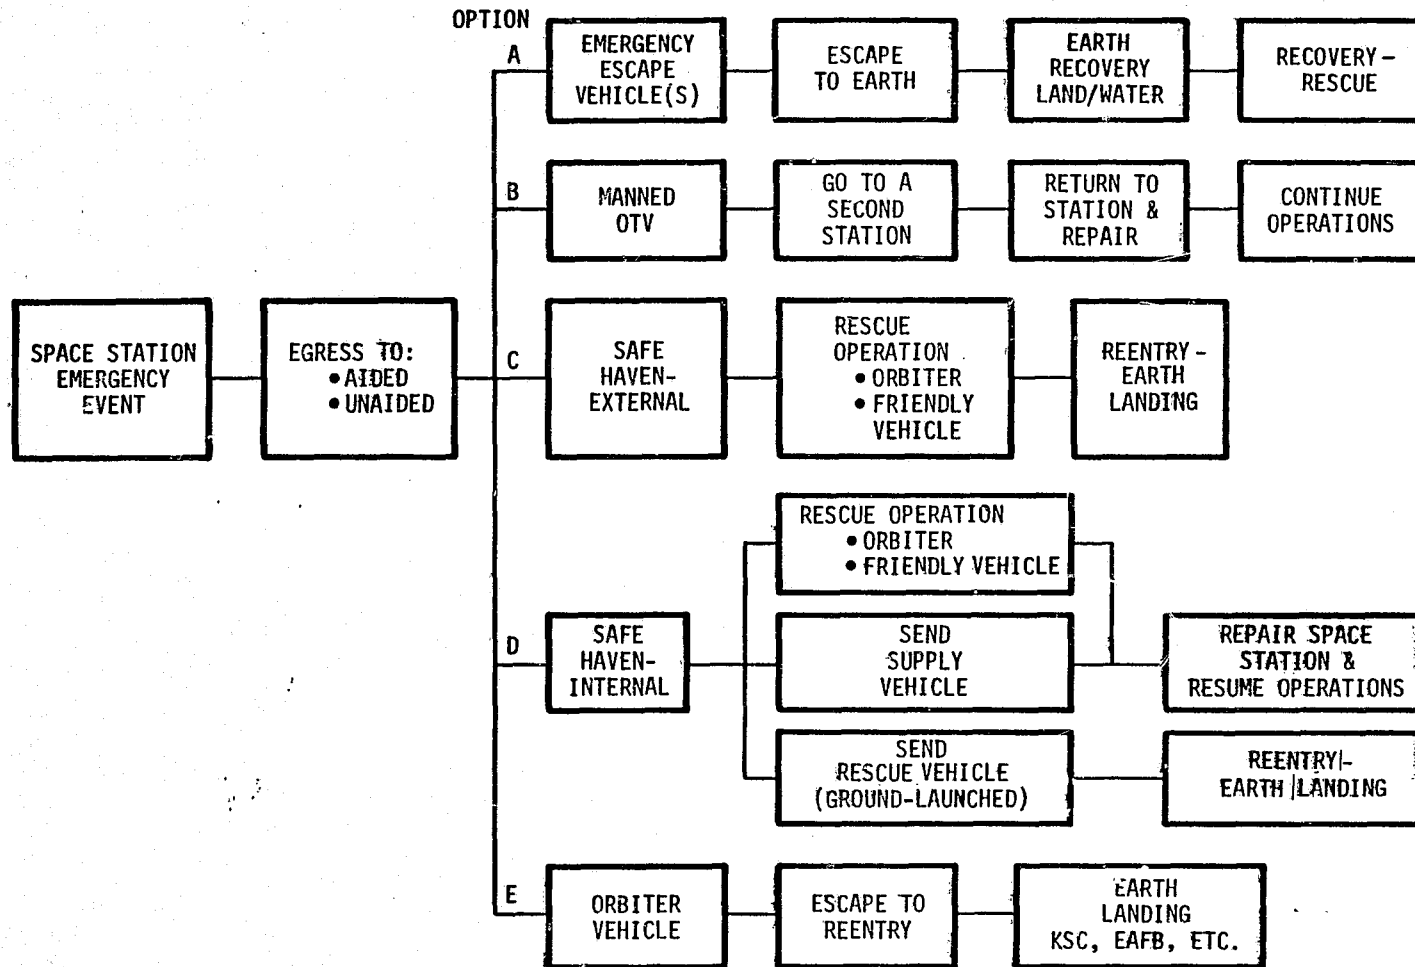 OPTION
A
EMERGENCY
ESCAPE
VEHICLE(S)
ESCAPE
TO EARTH
EARTH
RECOVERY
LAND/WATER
RECOVERY-
RESCUE
B
MANNED
OTV
GO TO A
SECOND
STATION
RETURN TO
STATION &
REPAIR
CONTINUE
OPERATIONS
SPACE STATION
EMERGENCY
EVENT
EGRESS TO:
• AIDED
• UNAIDED
C
SAFE
HAVEN-
EXTERNAL
RESCUE
OPERATION
• ORBITER
• FRIENDLY
VEHICLE
REENTRY-
EARTH
LANDING
D
SAFE
HAVEN-
INTERNAL
RESCUE OPERATION
• ORBITER
• FRIENDLY VEHICLE
SEND
SUPPLY
VEHICLE
REPAIR SPACE
STATION &
RESUME OPERATIONS
SEND
RESCUE VEHICLE
(GROUND-LAUNCHED)
REENTRY-
EARTH LANDING
E
ORBITER
VEHICLE
ESCAPE TO
REENTRY
EARTH
LANDING
KSC, EAFB, ETC.